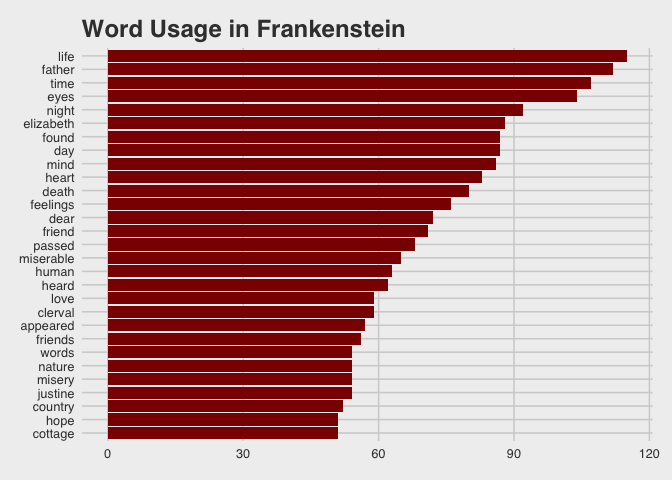 Word Usage in Frankenstein
life
father
time
eyes
night
elizabeth
found
day
mind
heart
death
feelings
dear
friend
passed
miserable
human
heard
love
clerval
appeared
friends
words
nature
misery
justine
country
hope
cottage
0 30 60 90 120